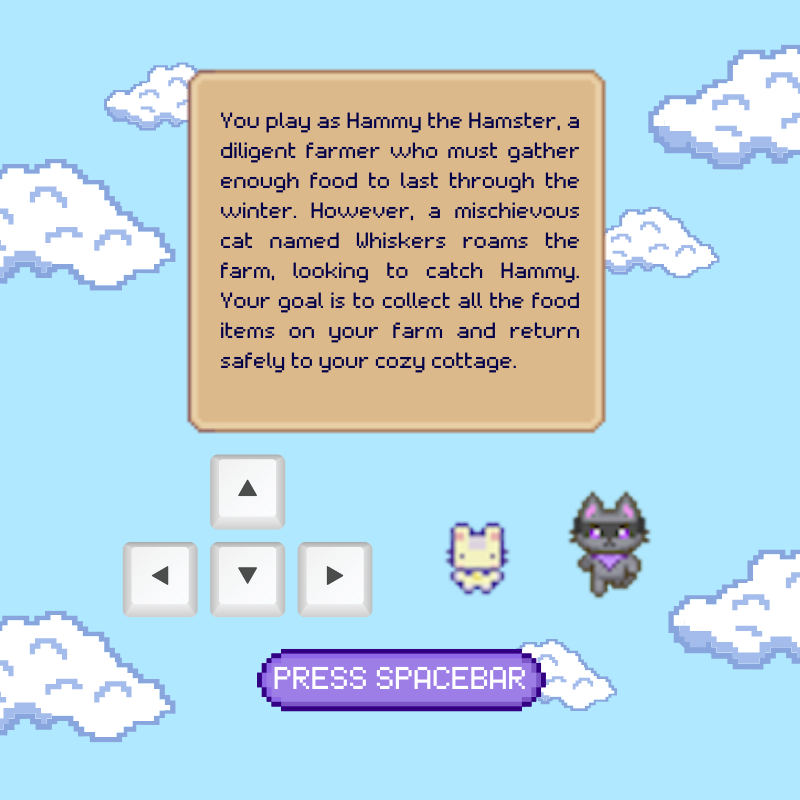 You play as Hammy the Hamster, a
diligent farmer who must gather
enough food to last through the
winter. However, a mischievous
cat named Whiskers roams the
farm, looking to catch Hammy.
Your goal is to collect all the food
items on your farm and return
safely to your cozy cottage.
PRESS SPACEBAR